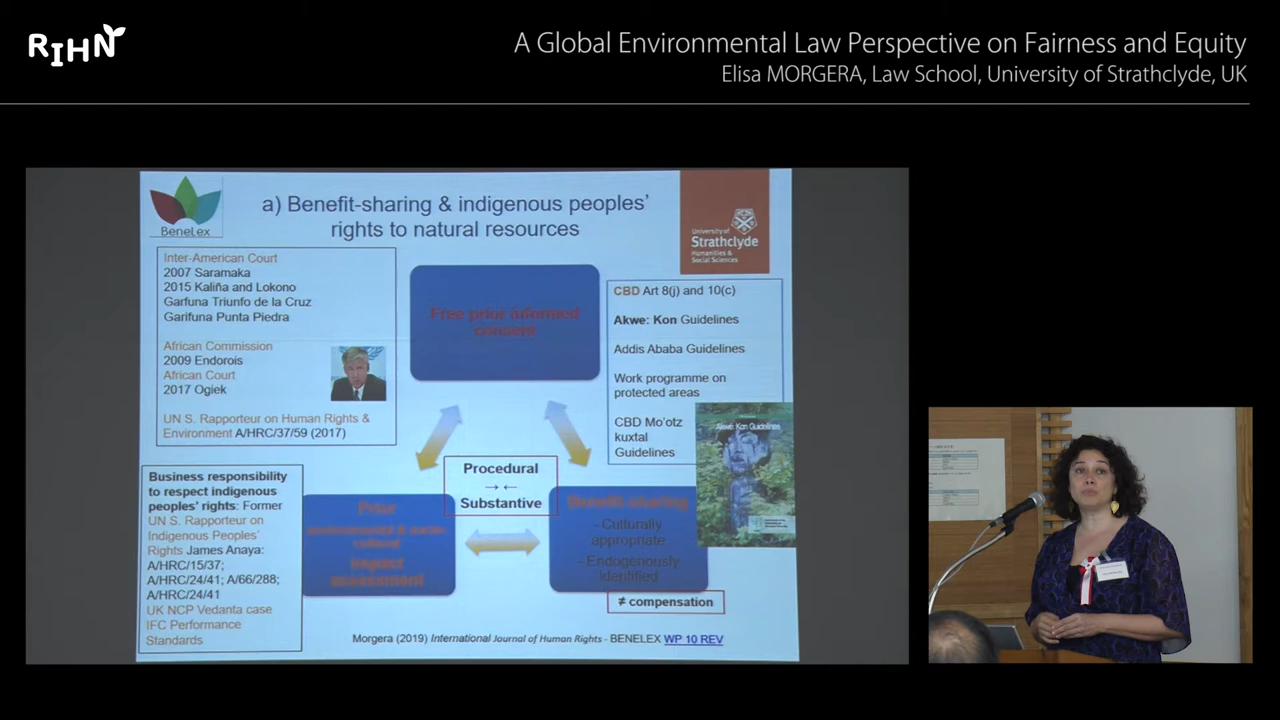 RIHN
A Global Environmental Law Perspective on Fairness and Equity
Elisa MORGERA, Law School, University of Strathclyde, UK
BeneLex
a) Benefit-sharing & indigenous peoples'
rights to natural resources
University of
Strathclyde
Humanities &
Social Sciences
Inter-American Court
2007 Saramaka
2015 Kaliña and Lokono
Garfuna Triunfo de la Cruz
Garifuna Punta Piedra
African Commission
2009 Endorois
African Court
2017 Ogiek
UN S. Rapporteur on Human Rights &
Environment A/HRC/37/59 (2017)
Free prior informed
consent
CBD Art 8(j) and 10(c)
Akwe: Kon Guidelines
Addis Ababa Guidelines
Work programme on
protected areas
CBD Mo'otz
kuxtal
Guidelines
Akwé: Kon Guidelines
Business responsibility
to respect indigenous
peoples' rights: Former
UN S. Rapporteur on
Indigenous Peoples'
Rights James Anaya:
A/HRC/15/37;
A/HRC/24/41; A/66/288;
A/HRC/24/41
UK NCP Vedanta case
IFC Performance
Standards
Prior
environmental & socio-
cultural
impact
assessment
Procedural
→ ←
Substantive
Benefit-sharing
- Culturally
appropriate
- Endogenously
identified
≠ compensation
Morgera (2019) International Journal of Human Rights - BENELEX WP 10 REV